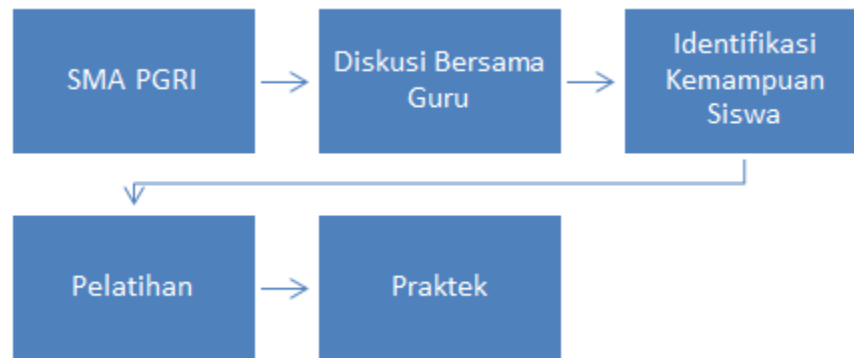 SMA PGRI
Diskusi Bersama
Guru
Identifikasi
Kemampuan
Siswa
Pelatihan
Praktek